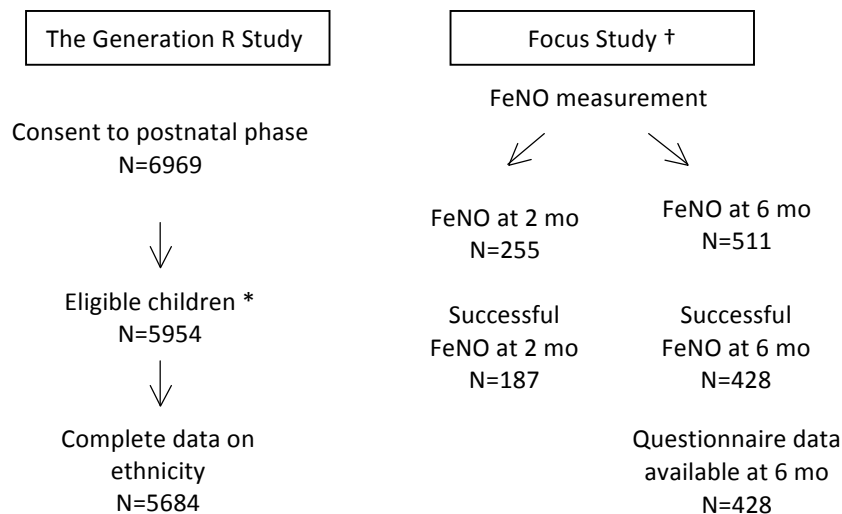 The Generation R Study
Consent to postnatal phase
N=6969
Eligible children *
N=5954
Complete data on
ethnicity
N=5684
Focus Study †
FeNO measurement
FeNO at 2 mo
N=255
FeNO at 6 mo
N=511
Successful
FeNO at 2 mo
N=187
Successful
FeNO at 6 mo
N=428
Questionnaire data
available at 6 mo
N=428